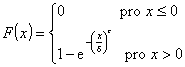 F(x) = { 0 pro x ≤ 0
1 – e^{-(x/δ)^c} pro x > 0